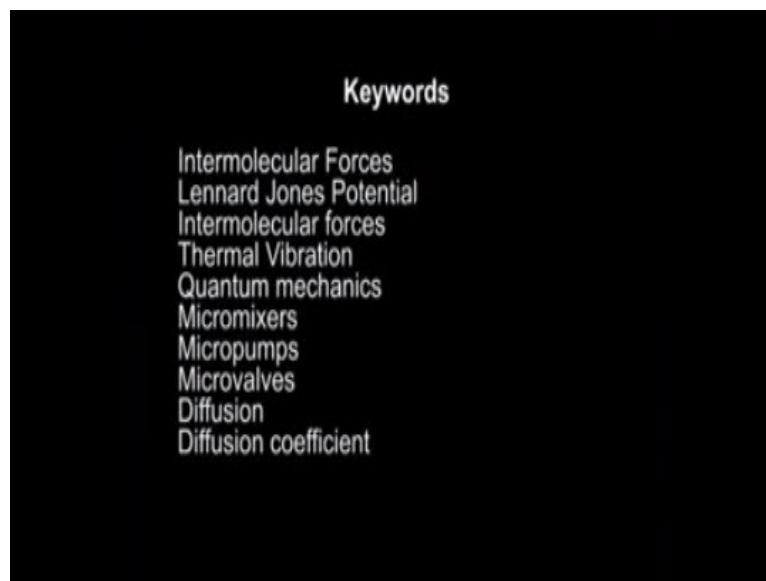 Keywords
Intermolecular Forces
Lennard Jones Potential
Intermolecular forces
Thermal Vibration
Quantum mechanics
Micromixers
Micropumps
Microvalves
Diffusion
Diffusion coefficient